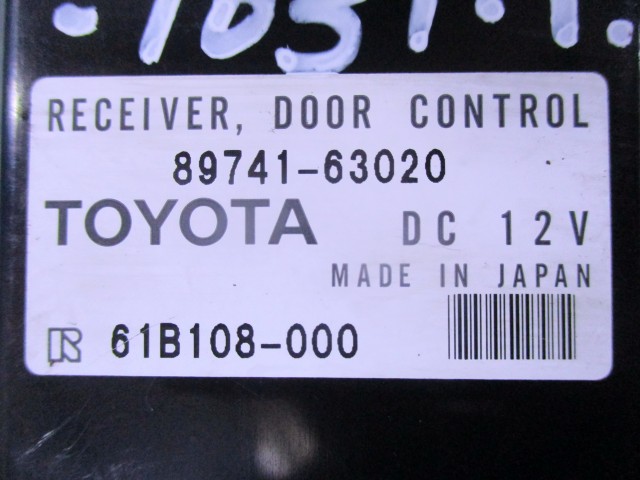 RECEIVER, DOOR CONTROL
89741-63020
TOYOTA DC 12V
MADE IN JAPAN
R 61B108-000